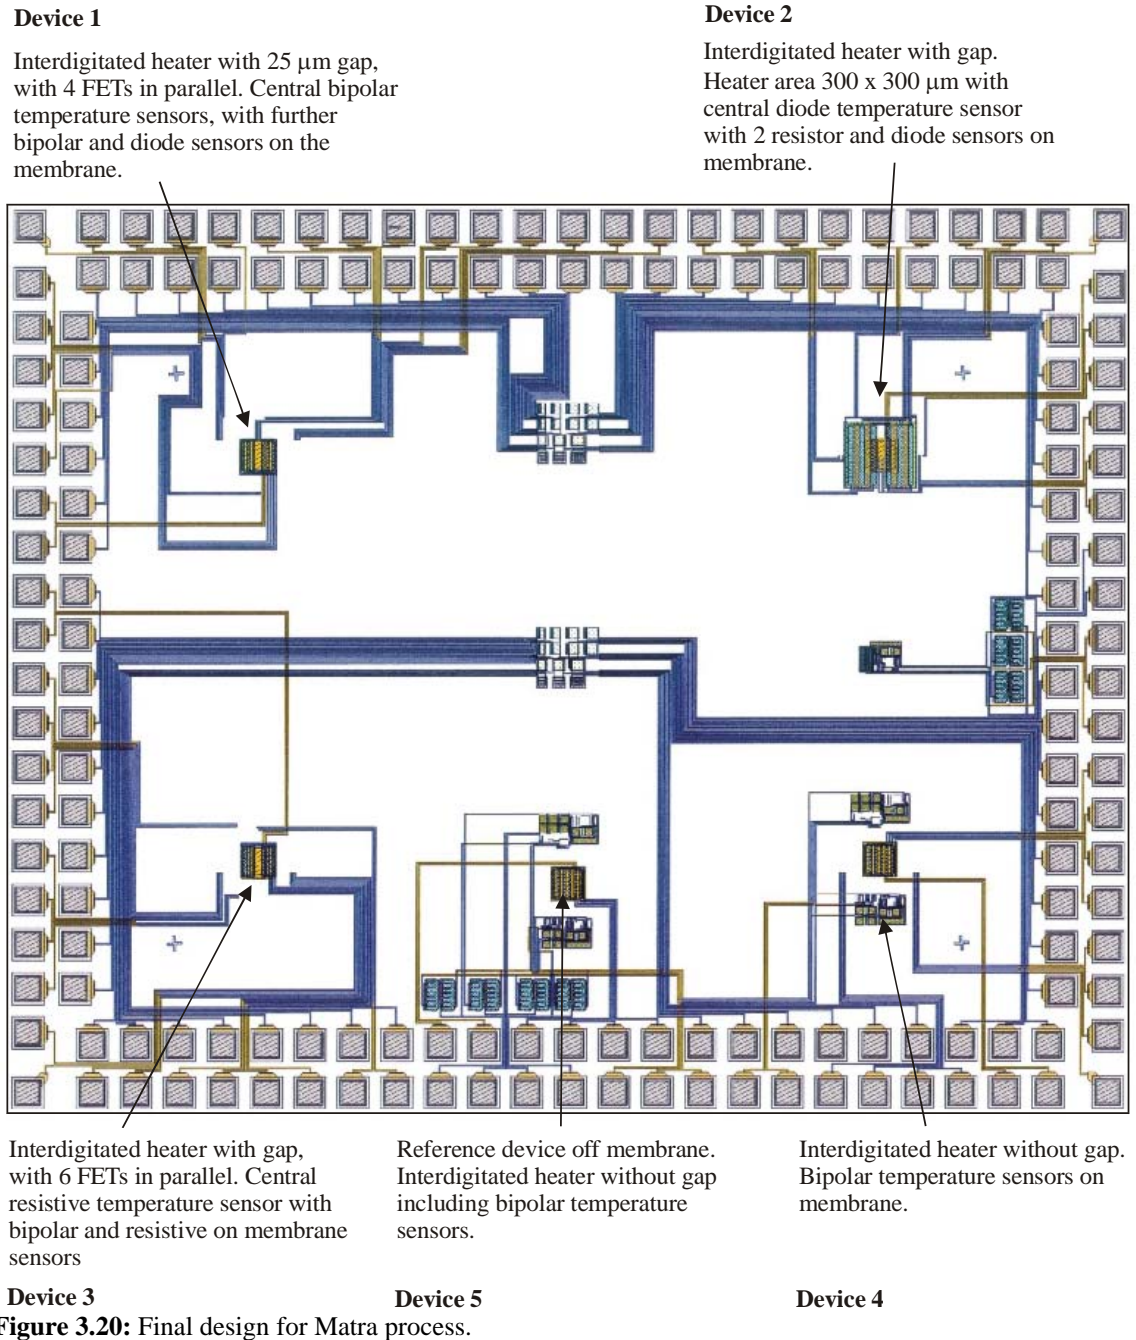 Device 1
Interdigitated heater with 25 μm gap,
with 4 FETs in parallel. Central bipolar
temperature sensors, with further
bipolar and diode sensors on the
membrane.
Device 2
Interdigitated heater with gap.
Heater area 300 x 300 μm with
central diode temperature sensor
with 2 resistor and diode sensors on
membrane.
Interdigitated heater with gap,
with 6 FETs in parallel. Central
resistive temperature sensor with
bipolar and resistive on membrane
sensors
Device 3
Reference device off membrane.
Interdigitated heater without gap
including bipolar temperature
sensors.
Device 5
Interdigitated heater without gap.
Bipolar temperature sensors on
membrane.
Device 4
Figure 3.20: Final design for Matra process.